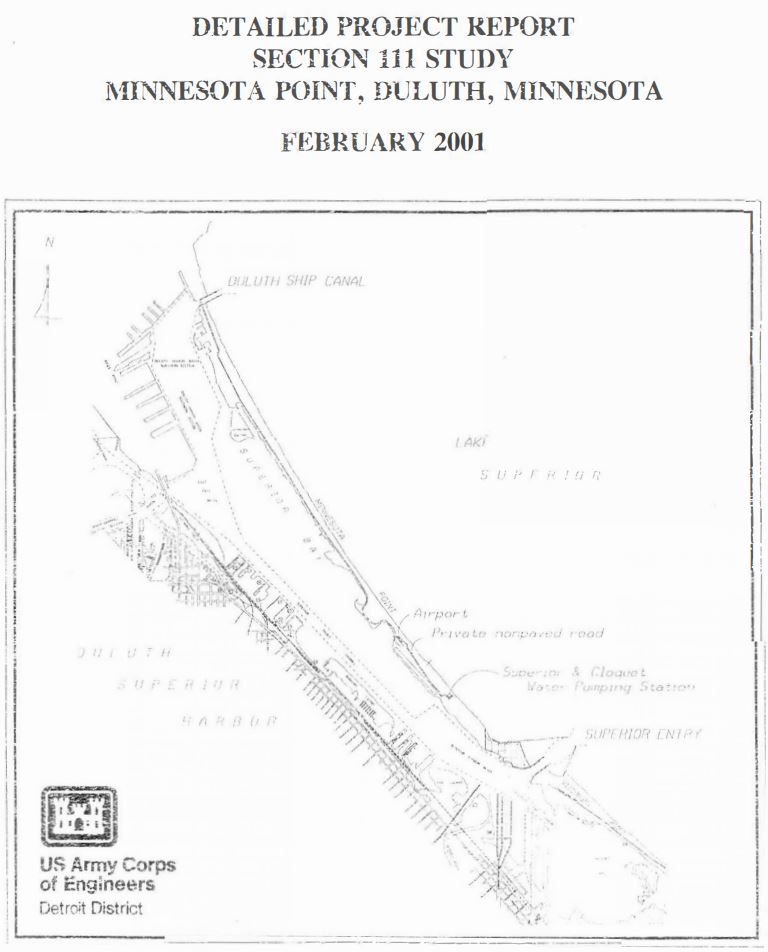 DETAILED PROJECT REPORT
SECTION 111 STUDY
MINNESOTA POINT, DULUTH, MINNESOTA
FEBRUARY 2001
N
DULUTH SHIP CANAL
LAKE
SUPERIOR
SUPERIOR
BAY
MINNESOTA
POINT
Airport
Private nonpaved road
Superior & Cloquet
Water Pumping Station
DULUTH
SUPERIOR
HARBOR
SUPERIOR ENTRY
US Army Corps
of Engineers
Detroit District